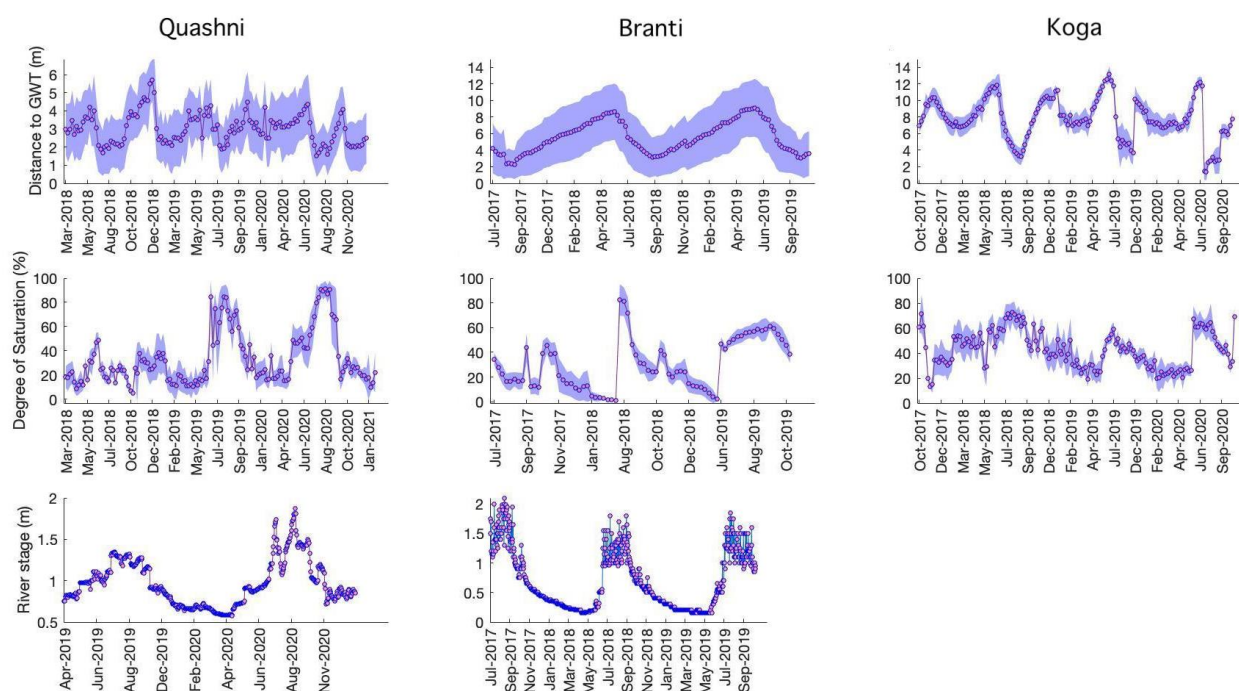 Quashni
Branti
Koga
Distance to GWT (m)
6
5
4
3
2
1
0
Mar-2018
May-2018
Aug-2018
Oct-2018
Dec-2018
Mar-2019
May-2019
Jul-2019
Sep-2019
Jan-2020
Apr-2020
Jun-2020
Aug-2020
Nov-2020
14
12
10
8
6
4
2
0
Jul-2017
Sep-2017
Dec-2017
Feb-2018
Apr-2018
Jul-2018
Sep-2018
Nov-2018
Feb-2019
Apr-2019
Jun-2019
Sep-2019
14
12
10
8
6
4
2
0
Oct-2017
Dec-2017
Feb-2018
May-2018
Jul-2018
Sep-2018
Dec-2018
Feb-2019
Apr-2019
Jul-2019
Dec-2019
Feb-2020
Apr-2020
Jun-2020
Sep-2020
Degree of Saturation (%)
100
80
60
40
20
0
Mar-2018
May-2018
Jul-2018
Oct-2018
Dec-2018
Feb-2019
May-2019
Jul-2019
Sep-2019
Jan-2020
Apr-2020
Jun-2020
Aug-2020
Oct-2020
Jan-2021
100
80
60
40
20
0
Jul-2017
Sep-2017
Nov-2017
Jan-2018
Aug-2018
Oct-2018
Dec-2018
Jun-2019
Aug-2019
Oct-2019
100
80
60
40
20
0
Oct-2017
Dec-2017
Feb-2018
May-2018
Jul-2018
Sep-2018
Dec-2018
Feb-2019
Apr-2019
Jul-2019
Dec-2019
Feb-2020
Apr-2020
Jun-2020
Sep-2020
River stage (m)
2
1.5
1
0.5
Apr-2019
Jun-2019
Aug-2019
Dec-2019
Feb-2020
Apr-2020
Jun-2020
Aug-2020
Nov-2020
2
1.5
1
0.5
0
Jul-2017
Sep-2017
Nov-2017
Jan-2018
Mar-2018
May-2018
Jul-2018
Sep-2018
Nov-2018
Jan-2019
Mar-2019
May-2019
Jul-2019
Sep-2019